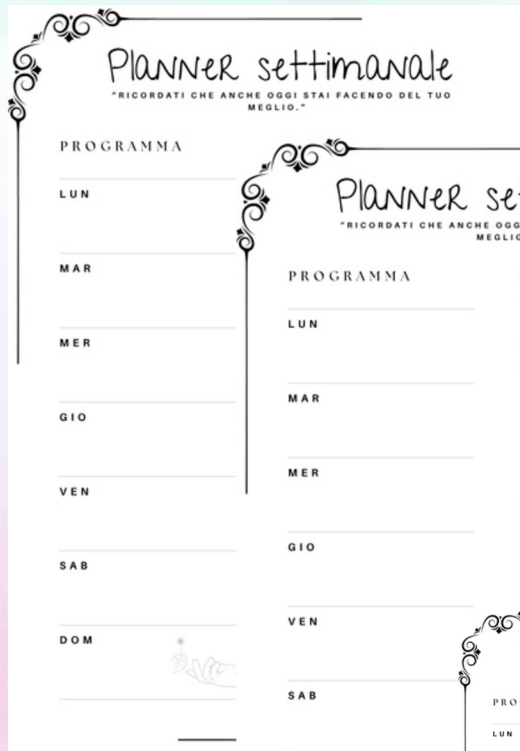 Planner settimanale
"RICORDATI CHE ANCHE OGGI STAI FACENDO DEL TUO
MEGLIO."
PROGRAMMA
LUN
MAR
MER
GIO
VEN
SAB
DOM
Planner se
"RICORDATI CHE ANCHE OGG
MEGLIO
PROGRAMMA
LUN
MAR
MER
GIO
VEN
SAB
PRO
LUN